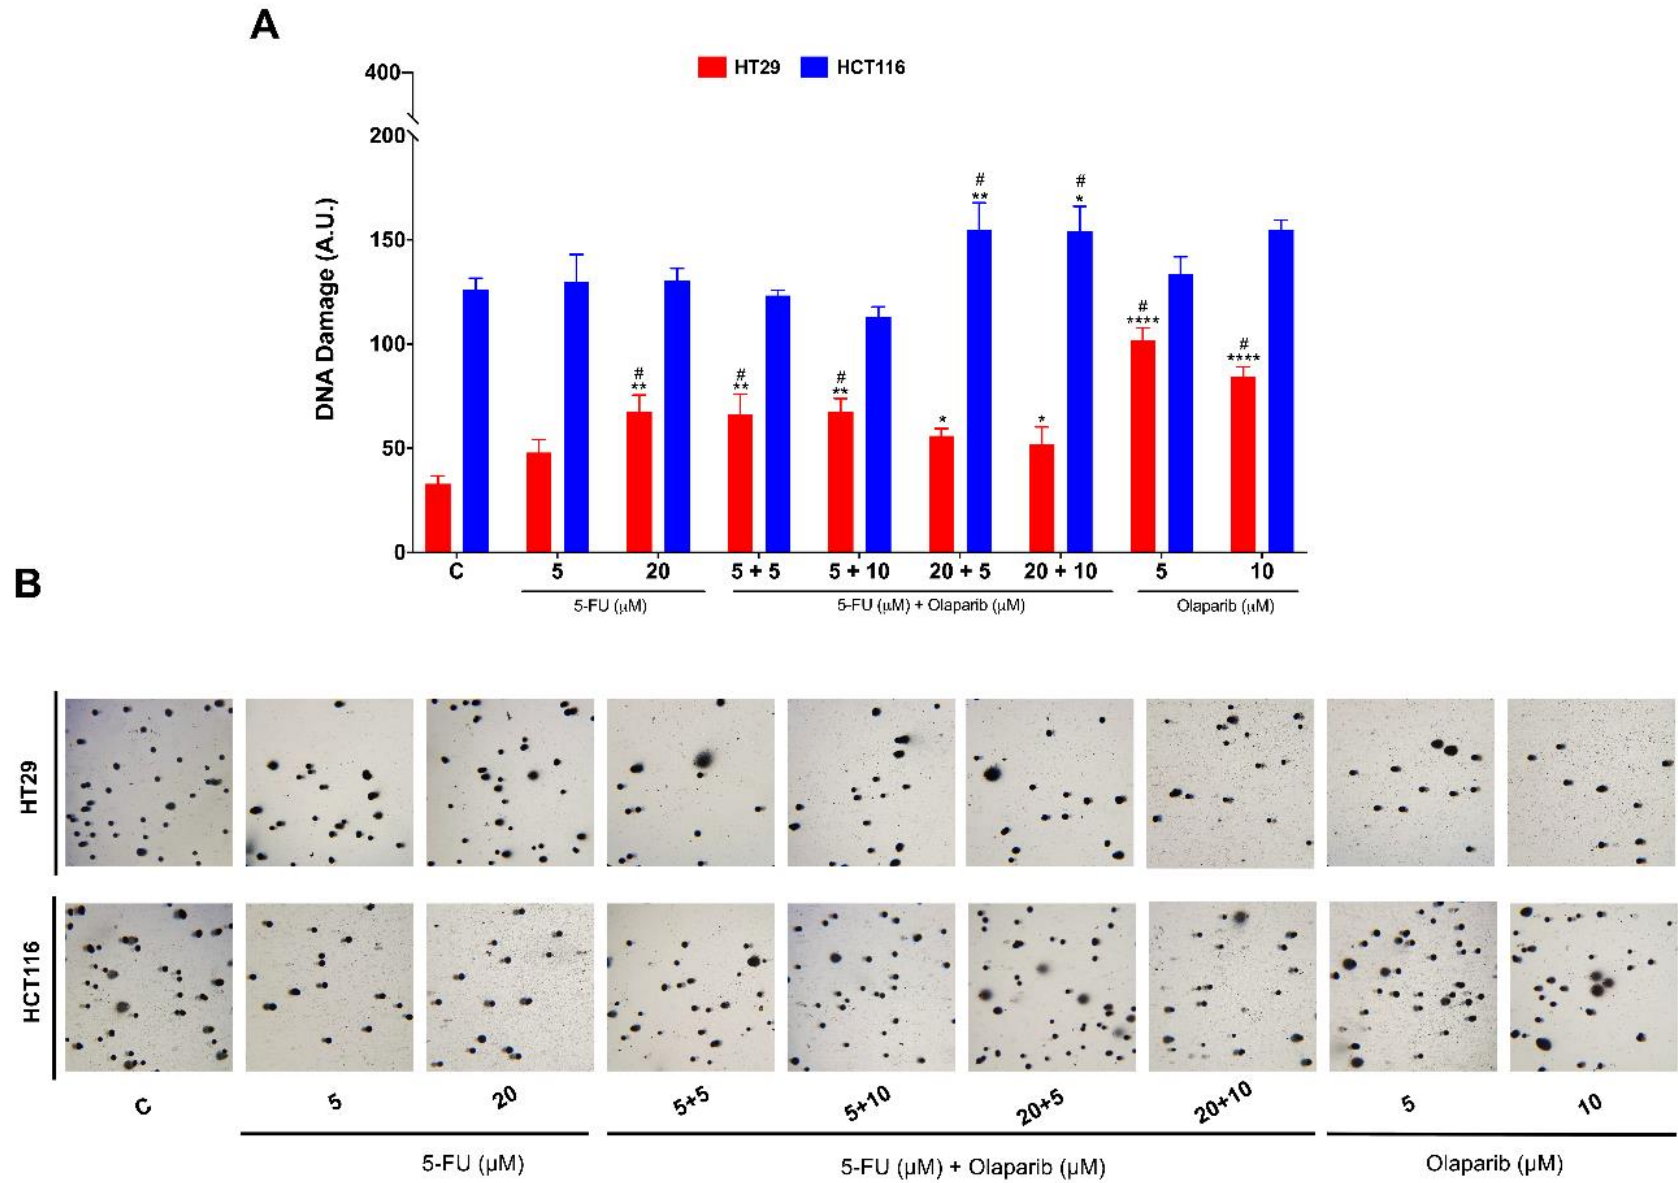 A
HT29 HCT116
400
200
150
100
50
0
DNA Damage (A.U.)
# #
** *
#
****
#
****
# # #
** ** **
* *
C 5 20 5 + 5 5 + 10 20 + 5 20 + 10 5 10
5-FU (μM) 5-FU (μM) + Olaparib (μM) Olaparib (μM)
B
HT29
HCT116
C 5 20 5+5 5+10 20+5 20+10 5 10
5-FU (μM) 5-FU (μM) + Olaparib (μM) Olaparib (μM)